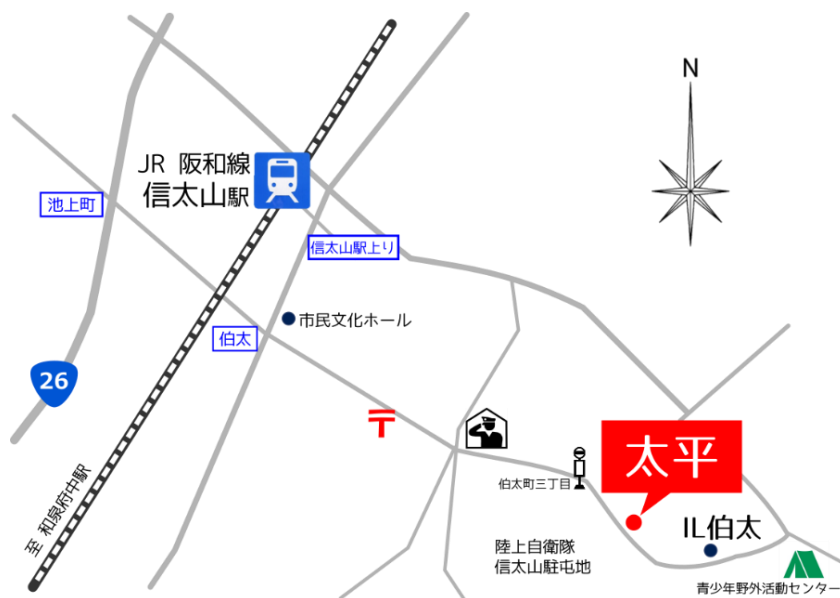 N
JR 阪和線
信太山駅
池上町
信太山駅上り
市民文化ホール
伯太
26
〒
太平
伯太町三丁目
至 和泉府中駅
IL伯太
陸上自衛隊
信太山駐屯地
青少年野外活動センター